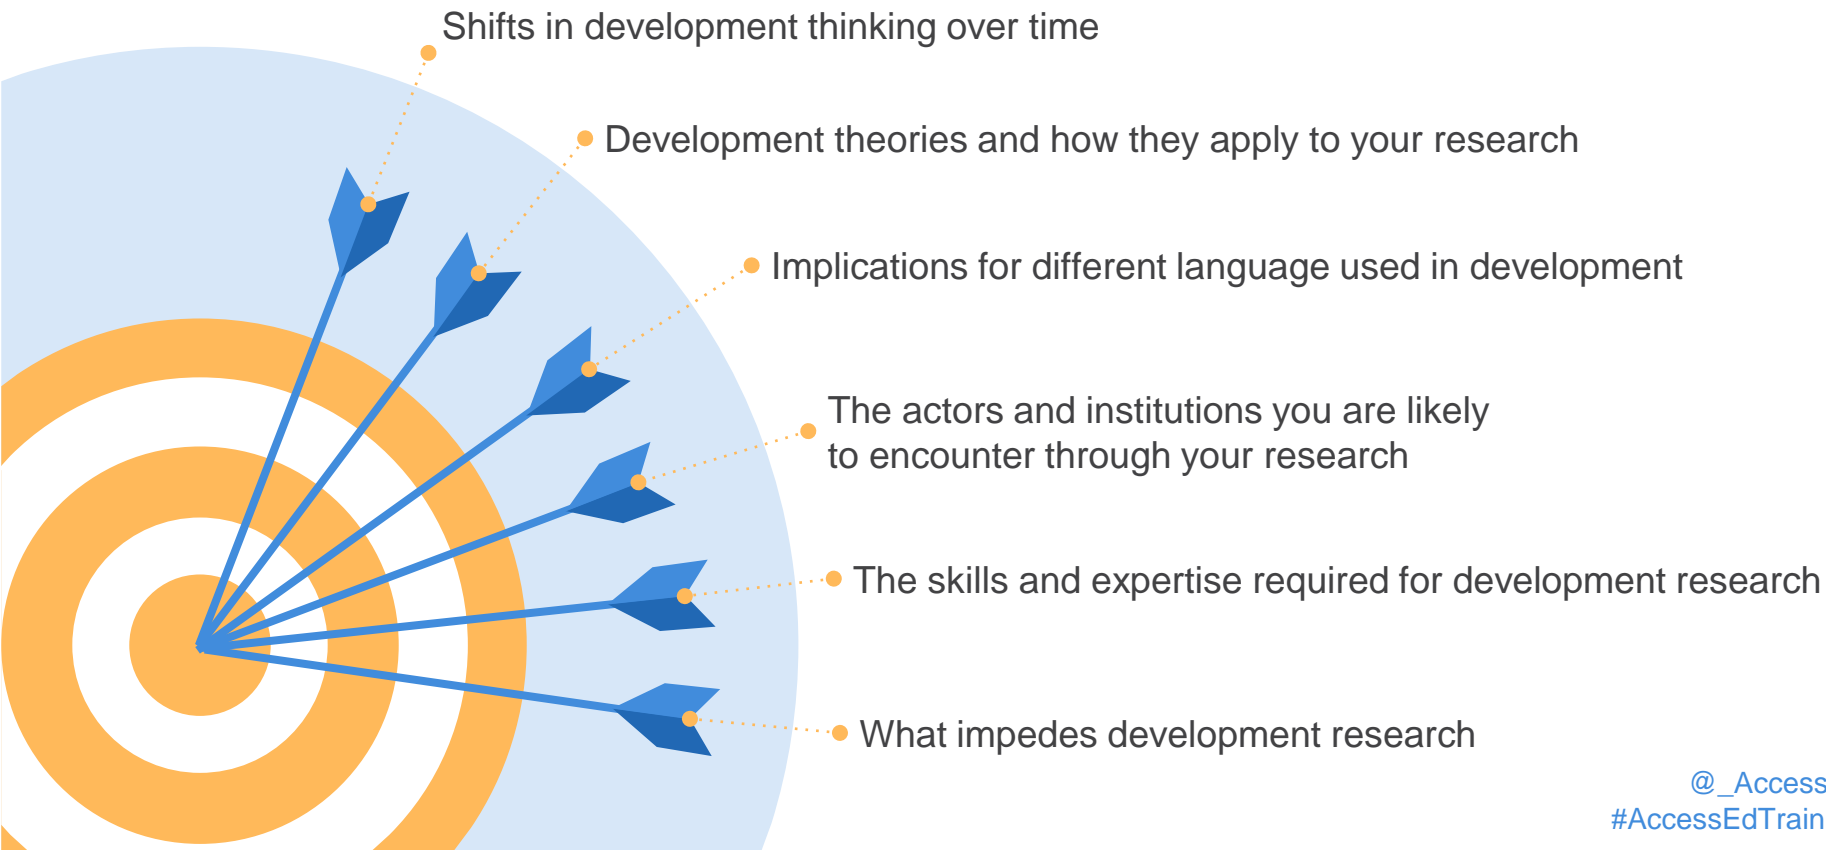 Shifts in development thinking over time
Development theories and how they apply to your research
Implications for different language used in development
The actors and institutions you are likely
to encounter through your research
The skills and expertise required for development research
What impedes development research
@_Access
#AccessEdTrain